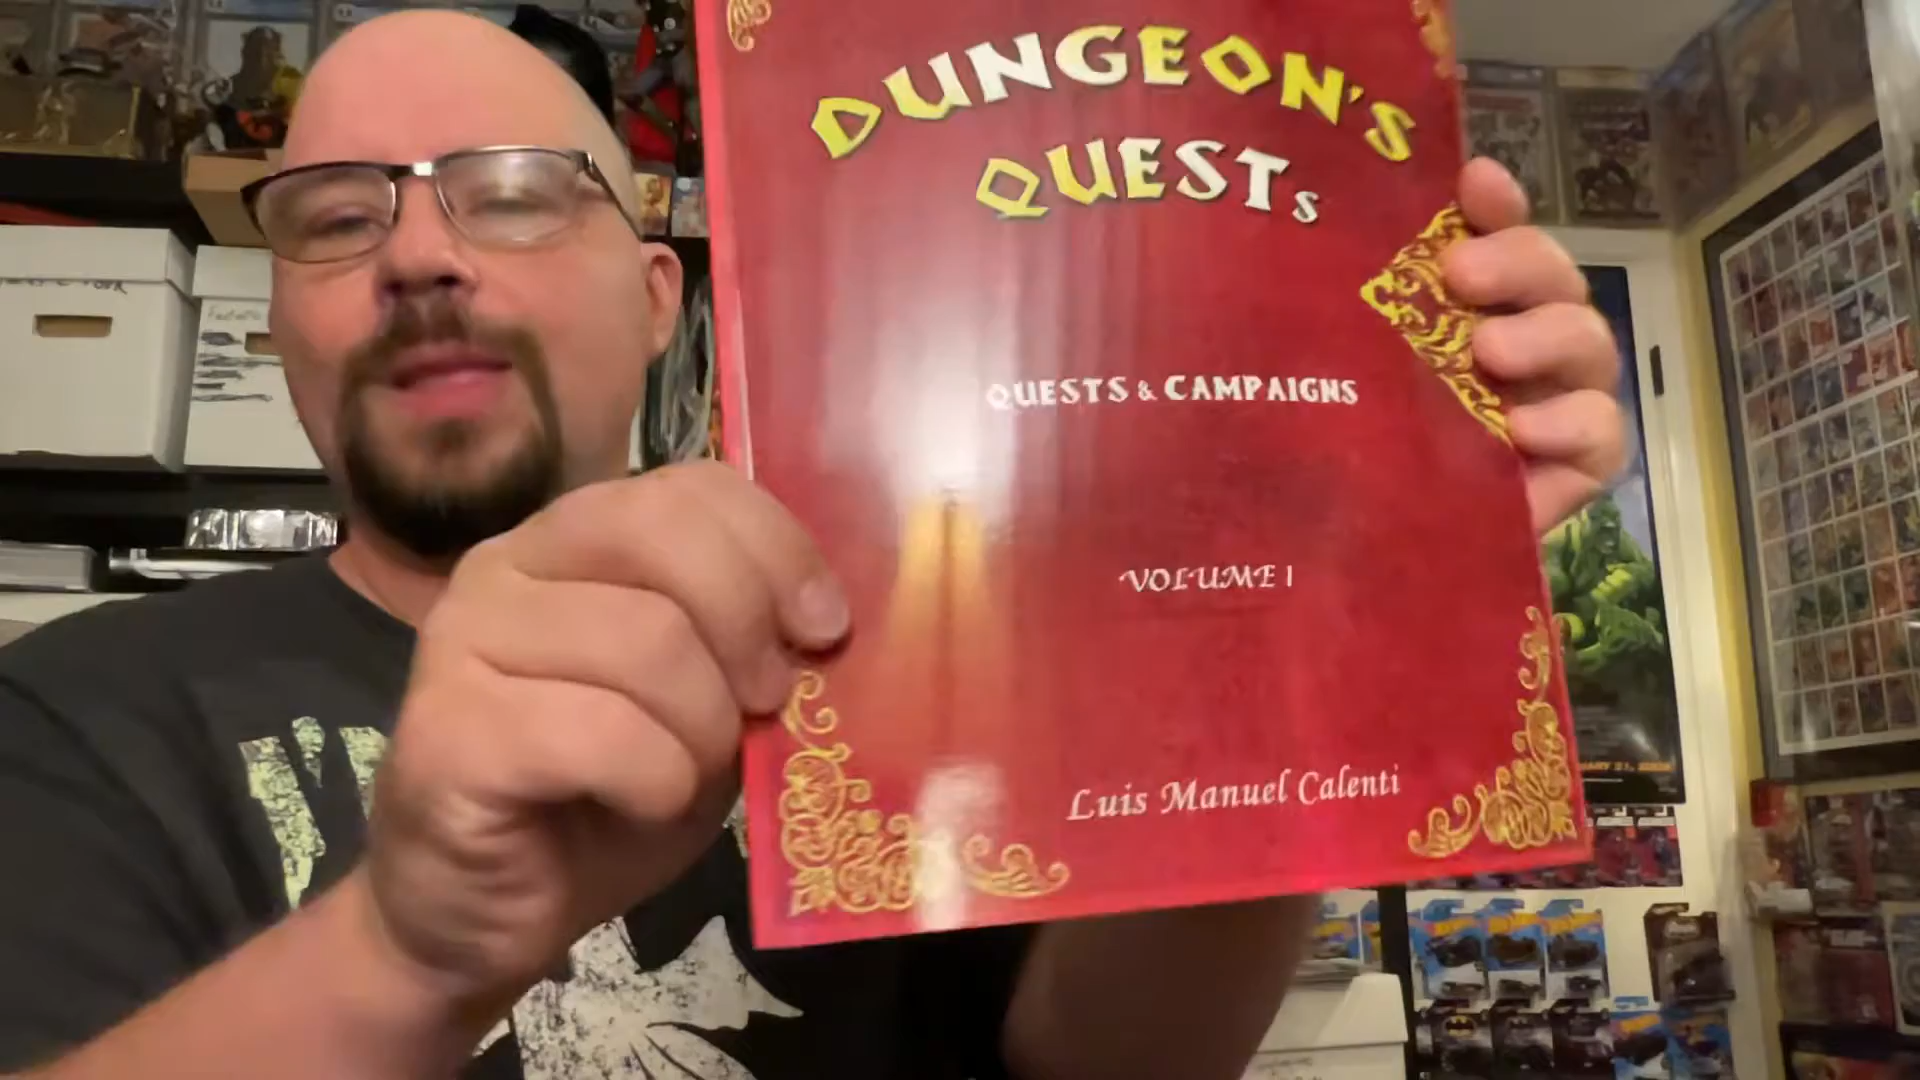 DUNGEON'S
QUESTs
QUESTS & CAMPAIGNS
VOLUME I
Luis Manuel Calenti